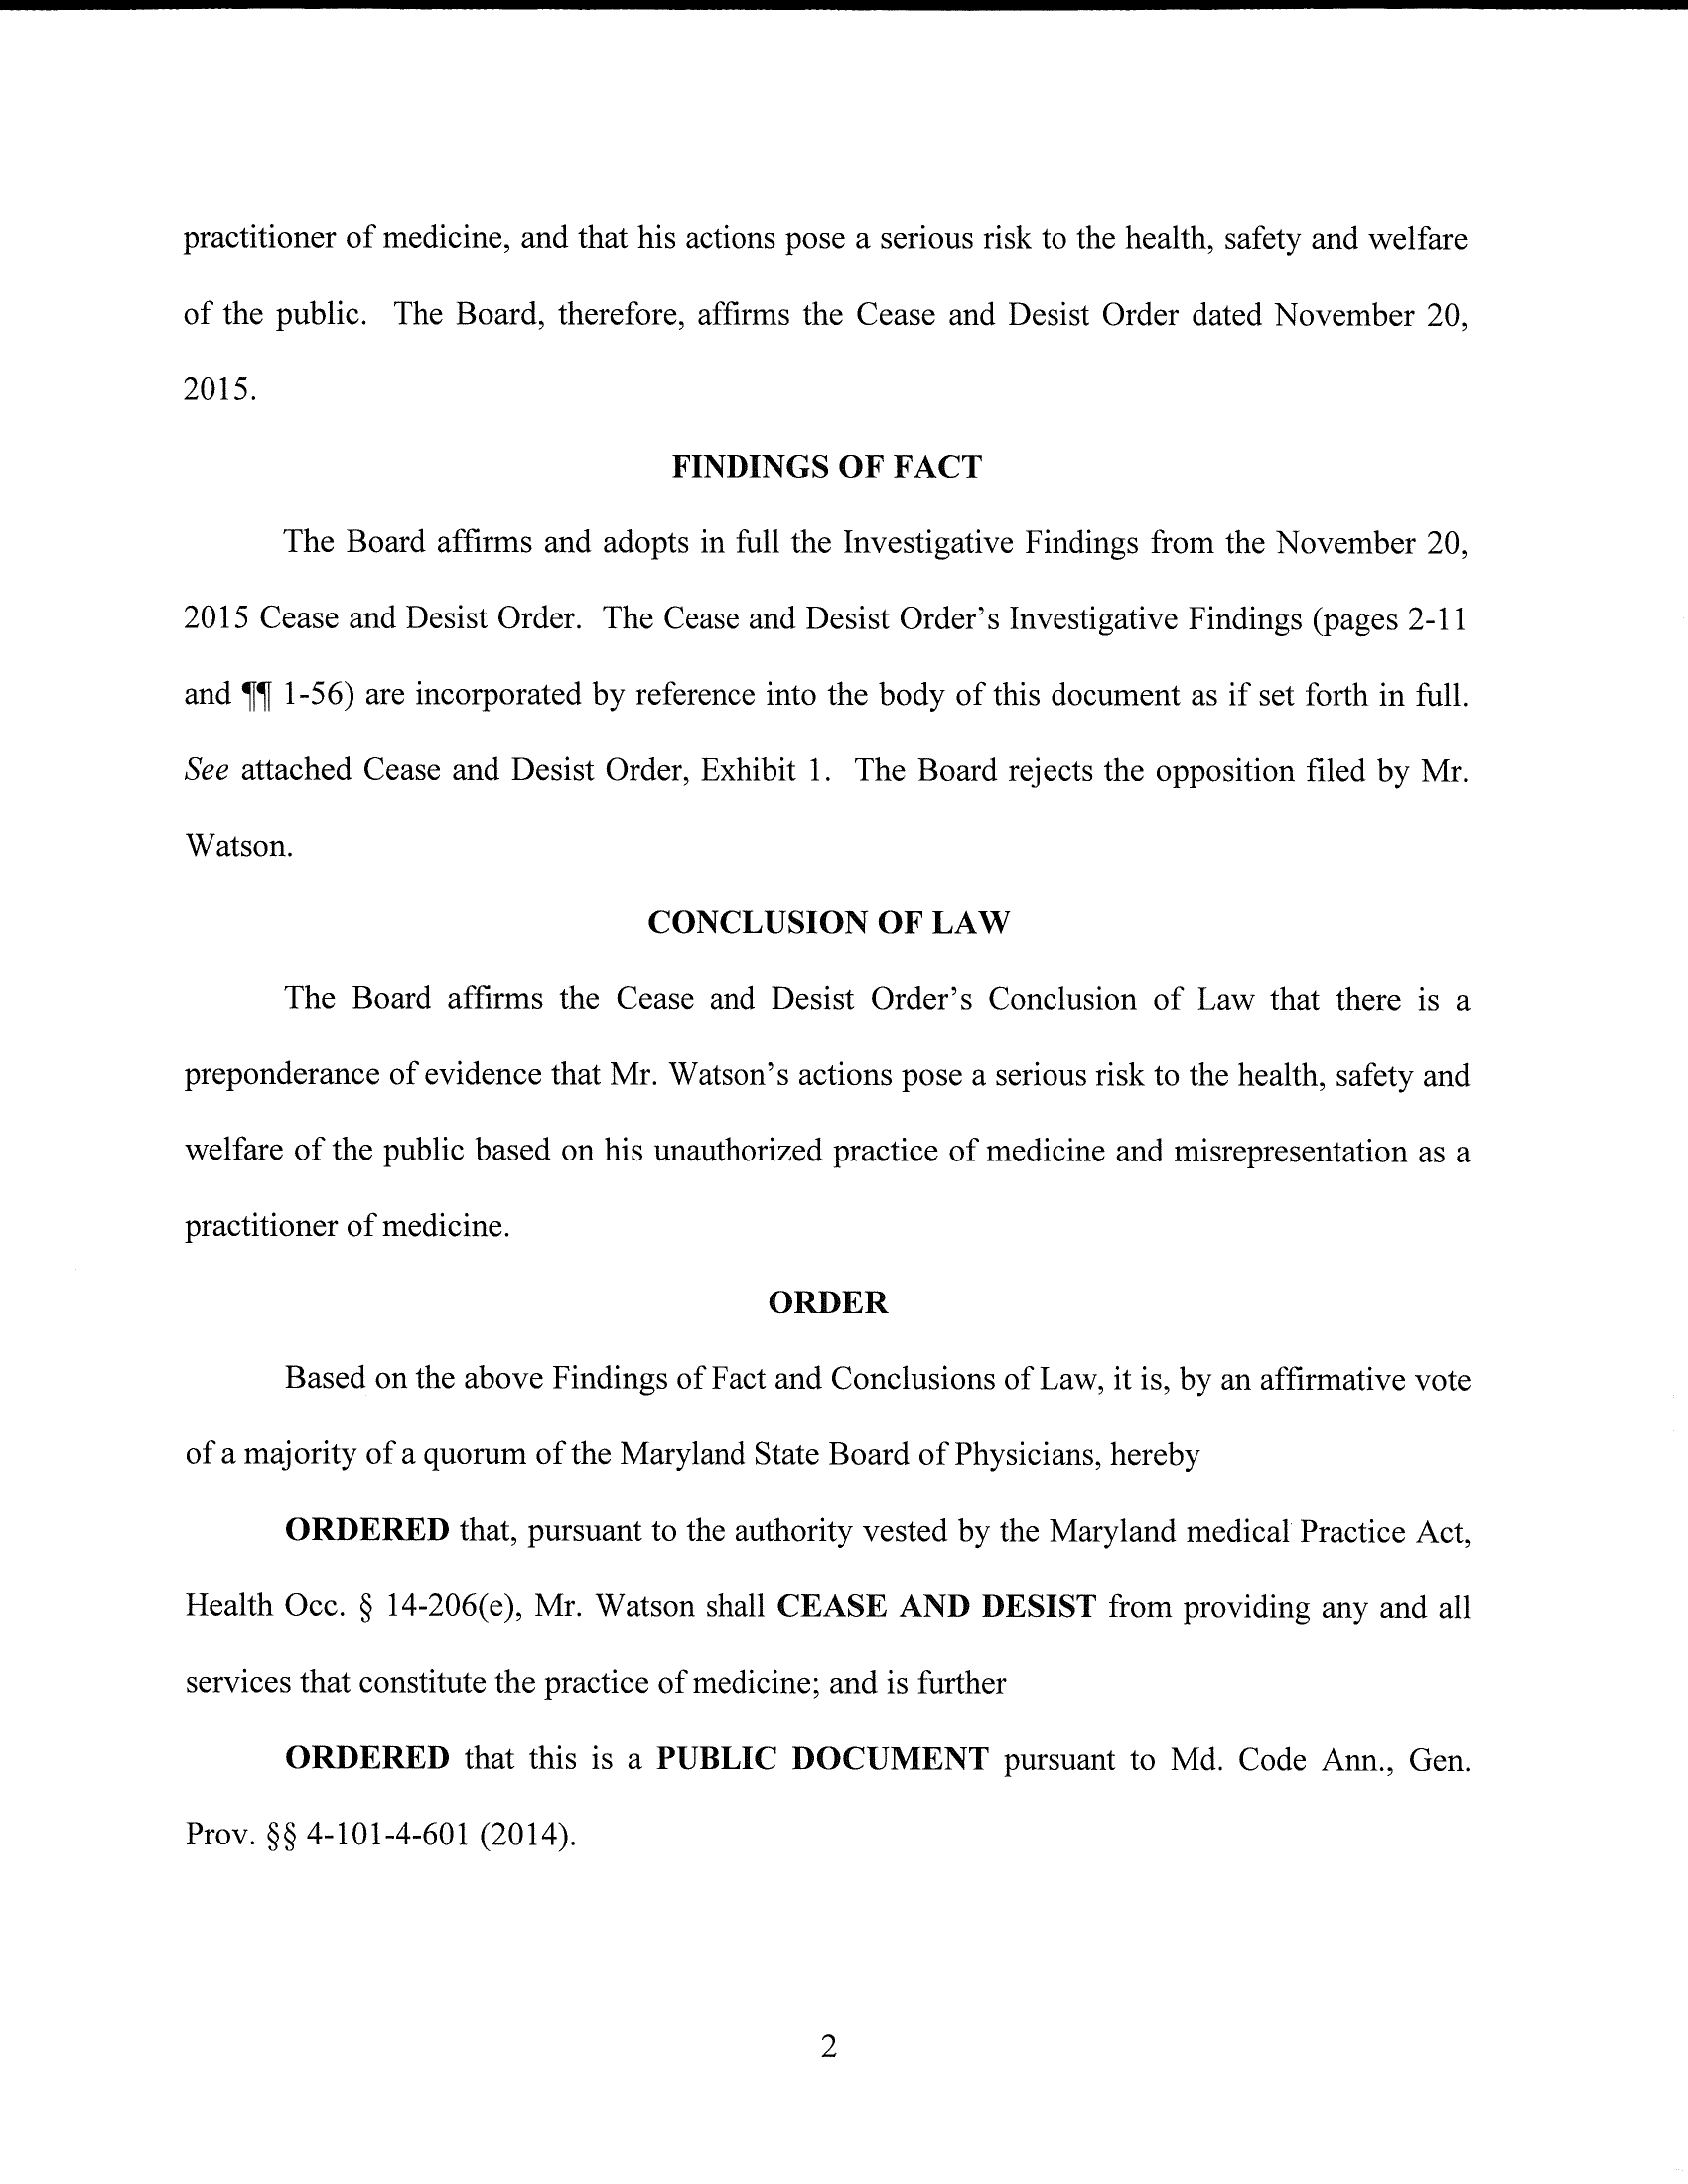 practitioner of medicine, and that his actions pose a serious risk to the health, safety and welfare
of the public. The Board, therefore, affirms the Cease and Desist Order dated November 20,
2015.
FINDINGS OF FACT
The Board affirms and adopts in full the Investigative Findings from the November 20,
2015 Cease and Desist Order. The Cease and Desist Order's Investigative Findings (pages 2-11
and ¶¶ 1-56) are incorporated by reference into the body of this document as if set forth in full.
See attached Cease and Desist Order, Exhibit 1. The Board rejects the opposition filed by Mr.
Watson.
CONCLUSION OF LAW
The Board affirms the Cease and Desist Order's Conclusion of Law that there is a
preponderance of evidence that Mr. Watson's actions pose a serious risk to the health, safety and
welfare of the public based on his unauthorized practice of medicine and misrepresentation as a
practitioner of medicine.
ORDER
Based on the above Findings of Fact and Conclusions of Law, it is, by an affirmative vote
of a majority of a quorum of the Maryland State Board of Physicians, hereby
ORDERED that, pursuant to the authority vested by the Maryland medical Practice Act,
Health Occ. § 14-206(e), Mr. Watson shall CEASE AND DESIST from providing any and all
services that constitute the practice of medicine; and is further
ORDERED that this is a PUBLIC DOCUMENT pursuant to Md. Code Ann., Gen.
Prov. §§ 4-101-4-601 (2014).
2